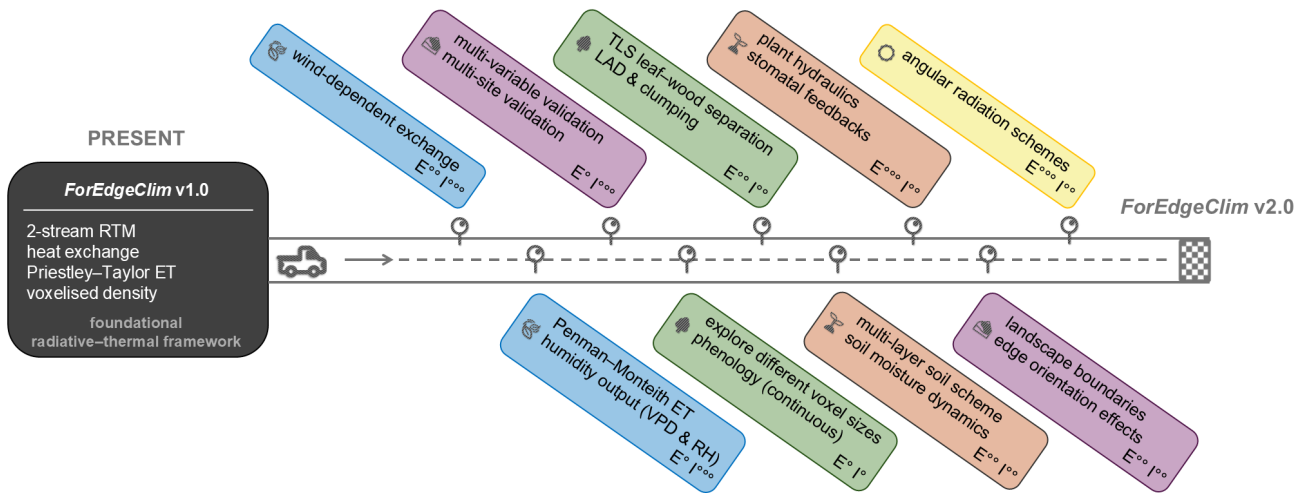 PRESENT
ForEdgeClim v1.0
2-stream RTM
heat exchange
Priestley–Taylor ET
voxelised density
foundational
radiative–thermal framework
wind-dependent exchange
E°° I°°°
multi-variable validation
multi-site validation
E° I°°°
TLS leaf–wood separation
LAD & clumping
E°° I°°
plant hydraulics
stomatal feedbacks
E°°° I°°
angular radiation schemes
E°°° I°°
ForEdgeClim v2.0
Penman–Monteith ET
humidity output (VPD & RH)
E° I°°°
explore different voxel sizes
phenology (continuous)
E° I°
multi-layer soil scheme
soil moisture dynamics
E°° I°°
landscape boundaries
edge orientation effects
E°° I°°